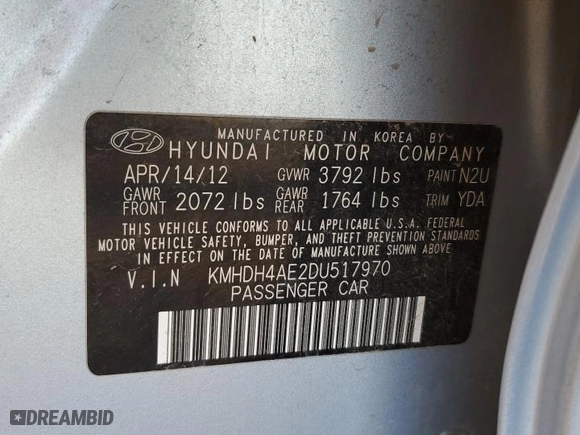 MANUFACTURED IN KOREA BY
HYUNDAI MOTOR COMPANY
APR/14/12 GVWR 3792 lbs PAINT N2U
GAWR FRONT 2072 lbs GAWR REAR 1764 lbs TRIM YDA
THIS VEHICLE CONFORMS TO ALL APPLICABLE U.S.A. FEDERAL
MOTOR VEHICLE SAFETY, BUMPER, AND THEFT PREVENTION STANDARDS
IN EFFECT ON THE DATE OF MANUFACTURE SHOWN ABOVE
V.I.N KMHDH4AE2DU517970
PASSENGER CAR
DREAMBID